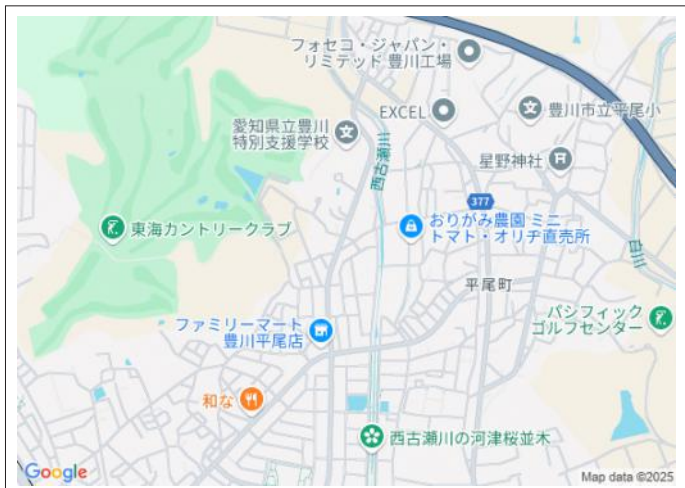 フォセコ・ジャパン・
リミテッド 豊川工場
EXCEL
豊川市立平尾小
愛知県立豊川
特別支援学校
西古瀬川
星野神社
377
東海カントリークラブ
おりがみ農園 ミニ
トマト・オリヂ直売所
白川
平尾町
パシフィック
ゴルフセンター
ファミリーマート
豊川平尾店
和な
西古瀬川の河津桜並木
Google
Map data ©2025